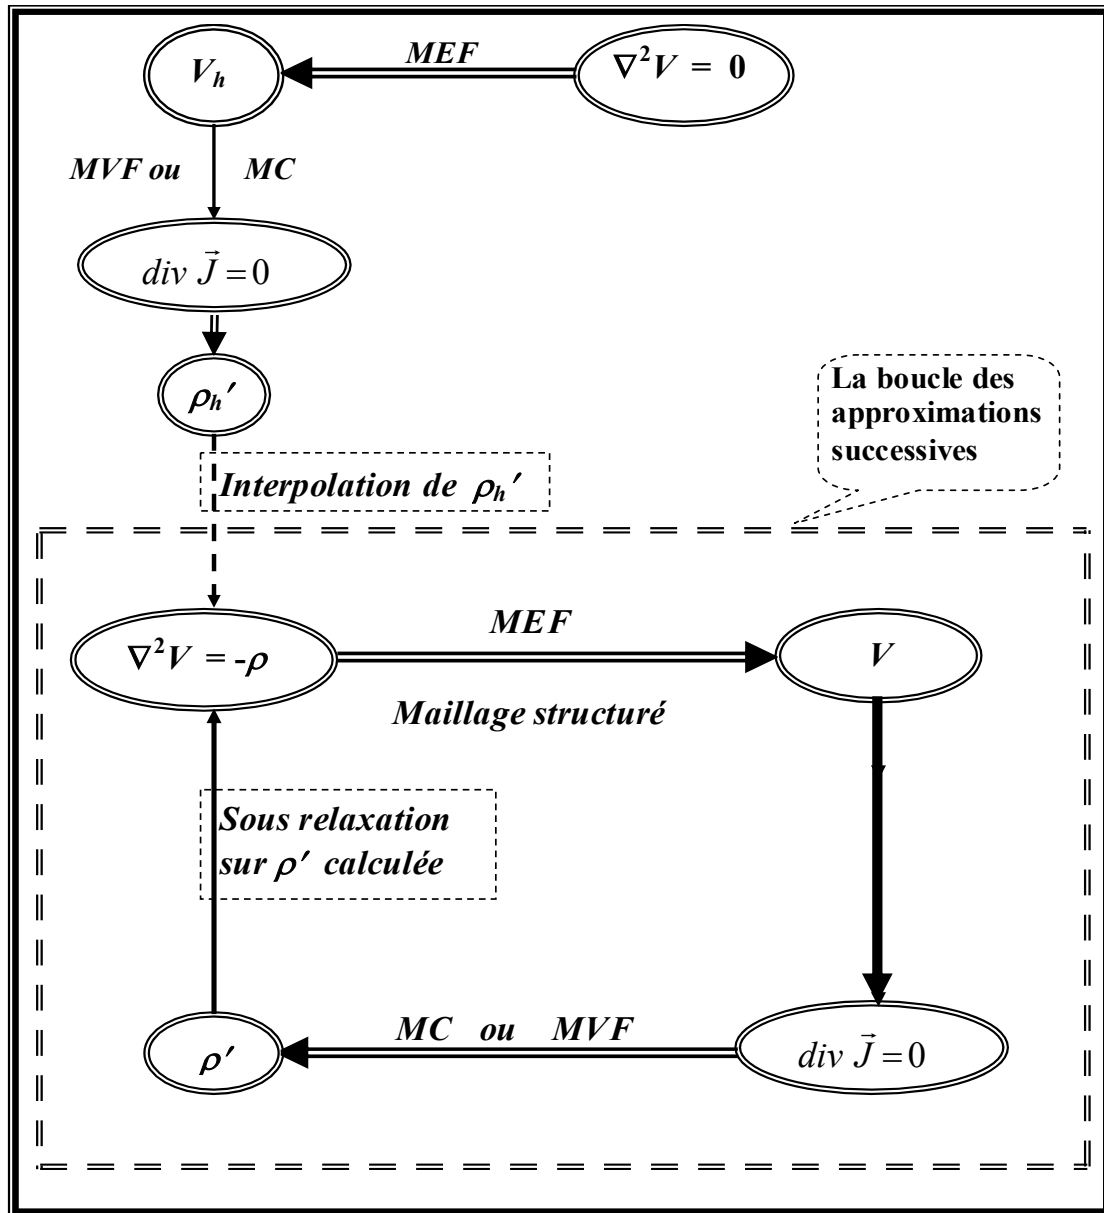 V_h
MEF
∇²V = 0
MVF ou MC
div J⃗ = 0
ρ_h′
La boucle des
approximations
successives
Interpolation de ρ_h′
∇²V = -ρ
MEF
V
Maillage structuré
Sous relaxation
sur ρ′ calculée
ρ′
MC ou MVF
div J⃗ = 0